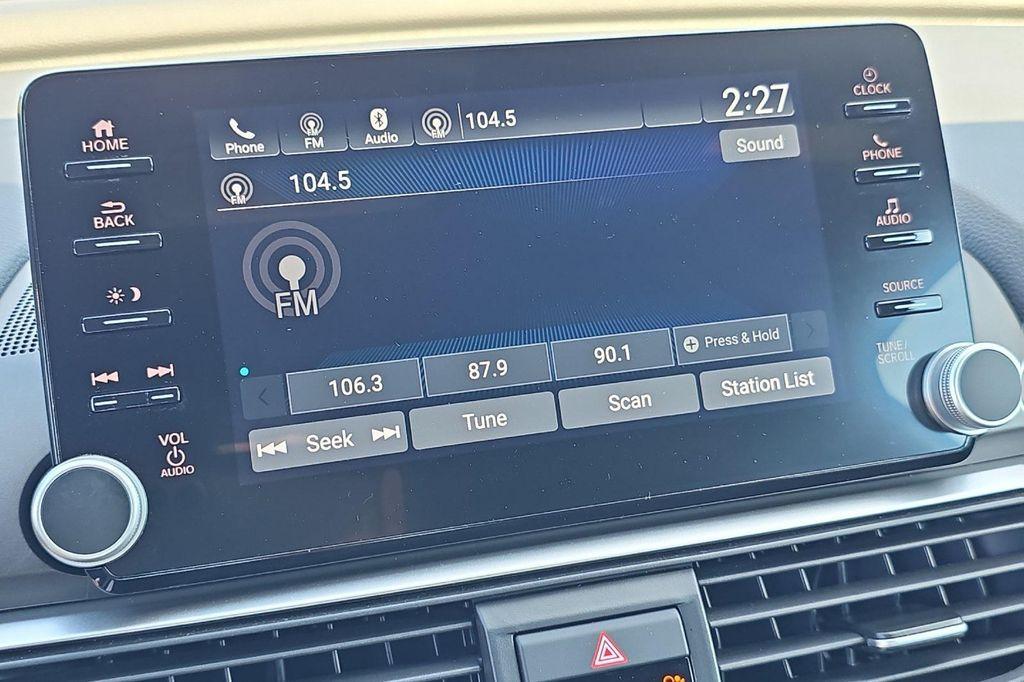 HOME
BACK
VOL
AUDIO
Phone
FM
Audio
FM
104.5
2:27
Sound
FM
104.5
FM
106.3
87.9
90.1
Press & Hold
Seek
Tune
Scan
Station List
CLOCK
PHONE
AUDIO
SOURCE
TUNE/
SCROLL